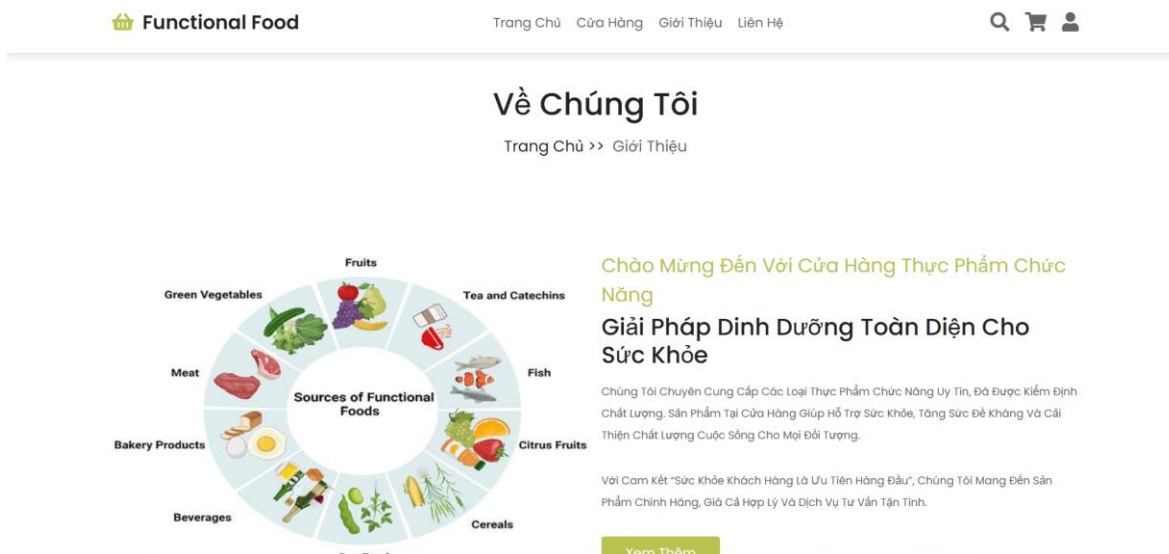 Functional Food
Trang Chủ Cửa Hàng Giới Thiệu Liên Hệ
Về Chúng Tôi
Trang Chủ >> Giới Thiệu
Fruits
Green Vegetables
Tea and Catechins
Meat
Fish
Sources of Functional
Foods
Bakery Products
Citrus Fruits
Beverages
Cereals
Chào Mừng Đến Với Cửa Hàng Thực Phẩm Chức
Năng
Giải Pháp Dinh Dưỡng Toàn Diện Cho
Sức Khỏe
Chúng Tôi Chuyên Cung Cấp Các Loại Thực Phẩm Chức Năng Uy Tín, Đã Được Kiểm Định
Chất Lượng. Sản Phẩm Tại Cửa Hàng Giúp Hỗ Trợ Sức Khỏe, Tăng Sức Đề Kháng Và Cải
Thiện Chất Lượng Cuộc Sống Cho Mọi Đối Tượng.
Với Cam Kết "Sức Khỏe Khách Hàng Là Ưu Tiên Hàng Đầu", Chúng Tôi Mang Đến Sản
Phẩm Chính Hãng, Giá Cả Hợp Lý Và Dịch Vụ Tư Vấn Tận Tình.
Xem Thêm